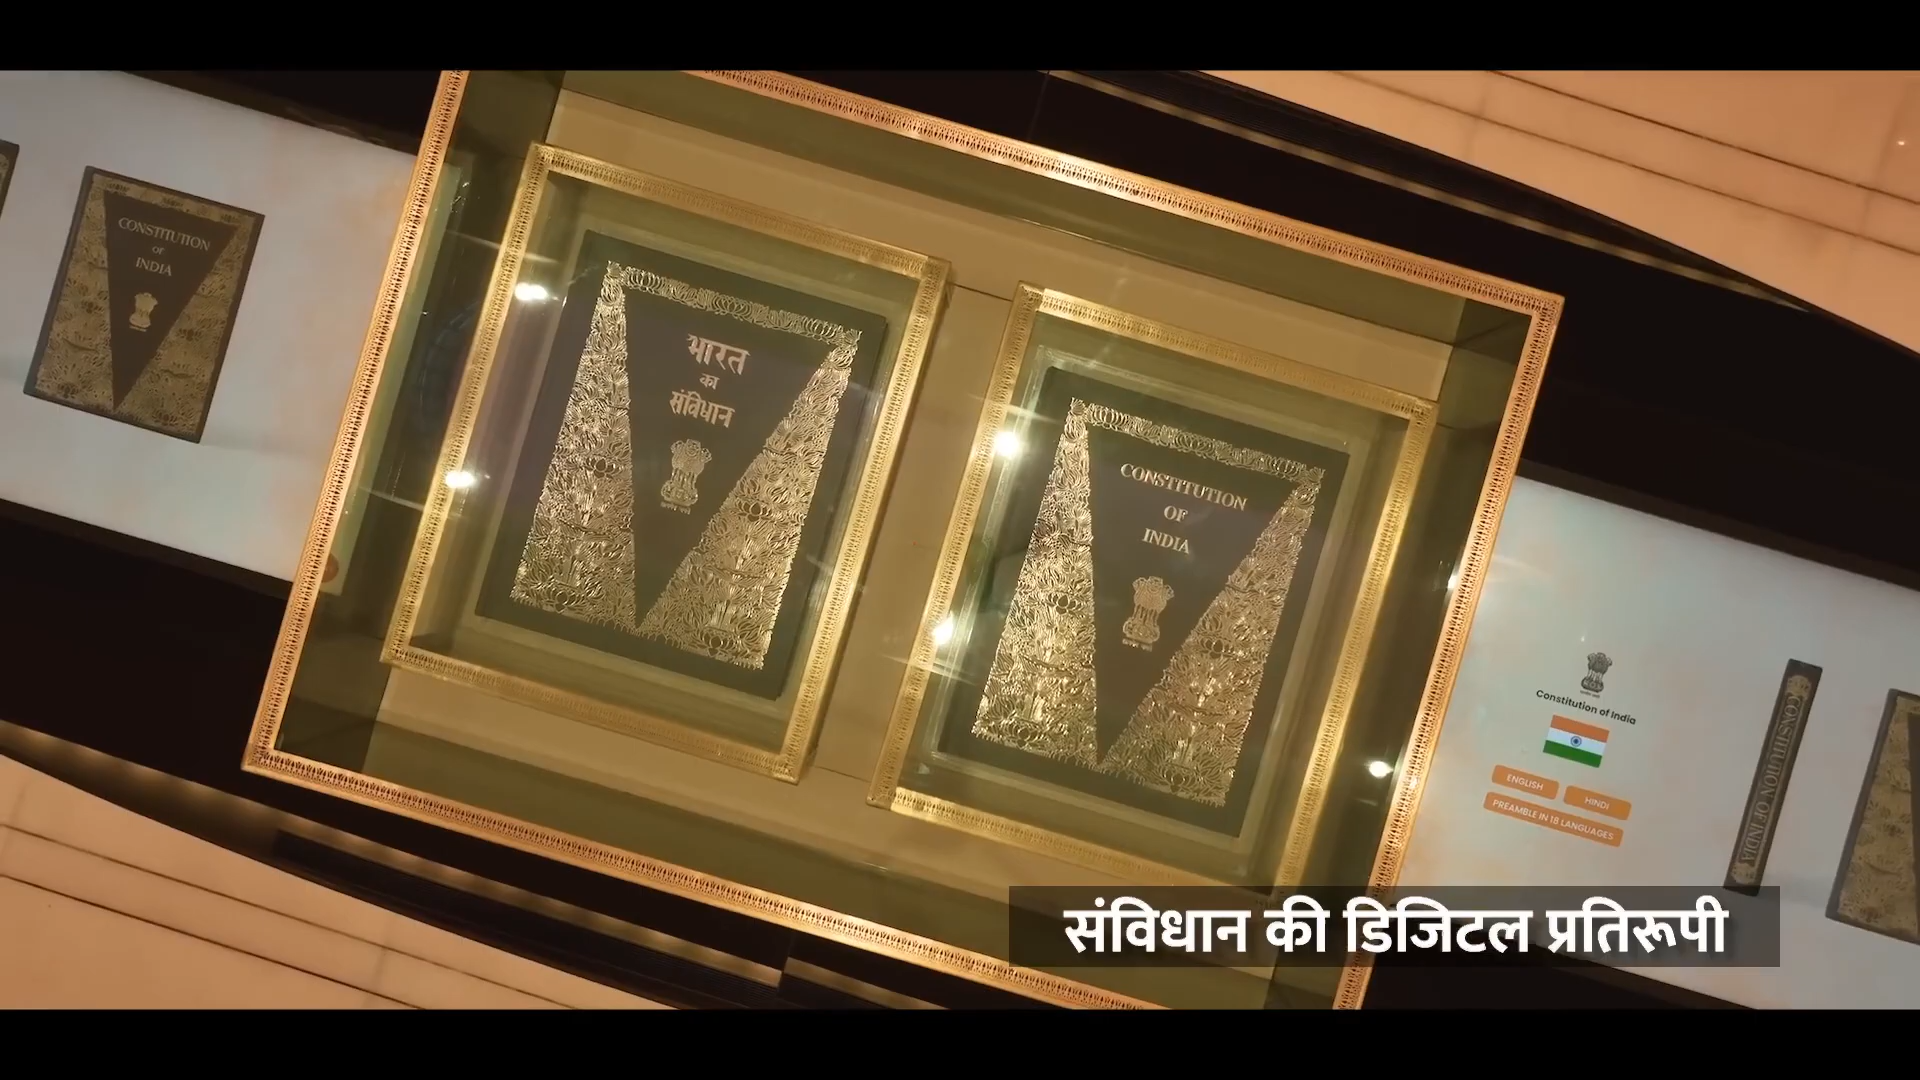 CONSTITUTION
OF
INDIA
भारत
का
संविधान
CONSTITUTION
OF
INDIA
Constitution of India
ENGLISH
HINDI
PREAMBLE IN 18 LANGUAGES
CONSTITUTION OF INDIA
संविधान की डिजिटल प्रतिरूपी